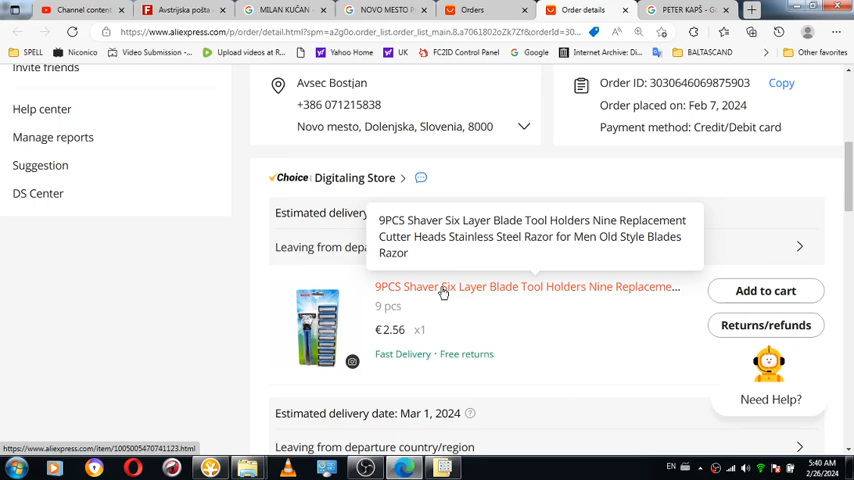 Channel content
Avstrijska pošta
MILAN KUČAN -
NOVO MESTO P
Orders
Order details
PETER KAPŠ - G
https://www.aliexpress.com/p/order/detail.html?spm=a2g0o.order_list.order_list_main.8.a7061802oZk7Zf&orderId=30...
SPELL
Niconico
Video Submission -...
Upload videos at R...
Yahoo Home
UK
FC2ID Control Panel
Google
Internet Archive: Di...
BALTASCAND
Other favorites
Invite friends
Help center
Manage reports
Suggestion
DS Center
Avsec Bostjan
+386 071215838
Novo mesto, Dolenjska, Slovenia, 8000
Order ID: 3030646069875903 Copy
Order placed on: Feb 7, 2024
Payment method: Credit/Debit card
Choice Digitaling Store >
Estimated delivery
Leaving from depa
9PCS Shaver Six Layer Blade Tool Holders Nine Replacement
Cutter Heads Stainless Steel Razor for Men Old Style Blades
Razor
9PCS Shaver Six Layer Blade Tool Holders Nine Replaceme...
9 pcs
€2.56 x1
Fast Delivery · Free returns
Add to cart
Returns/refunds
Need Help?
Estimated delivery date: Mar 1, 2024
Leaving from departure country/region
https://www.aliexpress.com/item/1005005470741123.html
EN
5:40 AM
2/26/2024